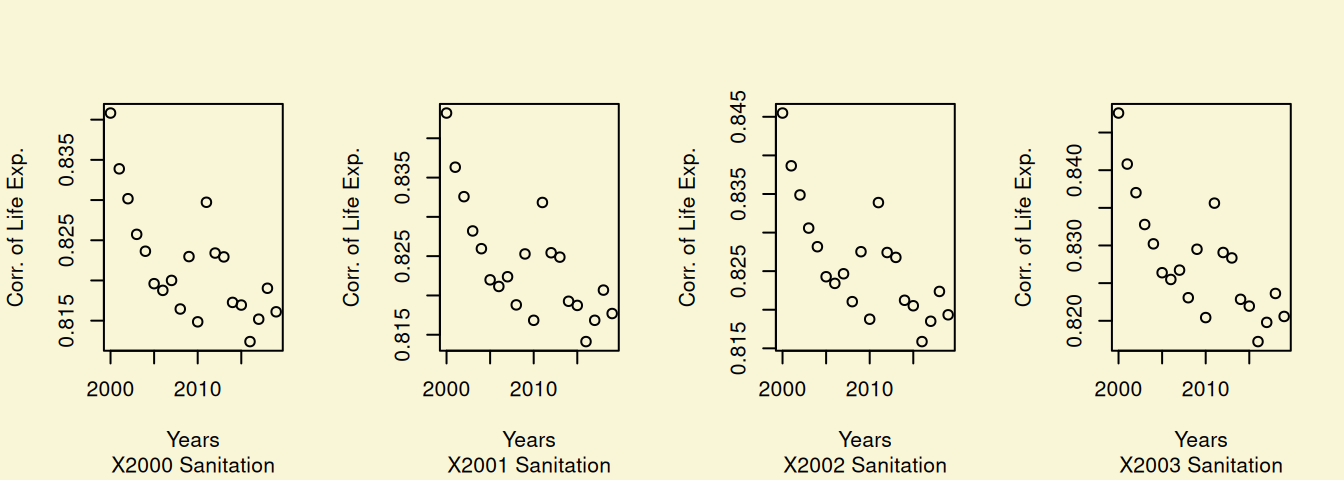 Corr. of Life Exp.
0.815 0.825 0.835
2000 2010
Years
X2000 Sanitation
Corr. of Life Exp.
0.815 0.825 0.835
2000 2010
Years
X2001 Sanitation
Corr. of Life Exp.
0.815 0.825 0.835 0.845
2000 2010
Years
X2002 Sanitation
Corr. of Life Exp.
0.820 0.830 0.840
2000 2010
Years
X2003 Sanitation